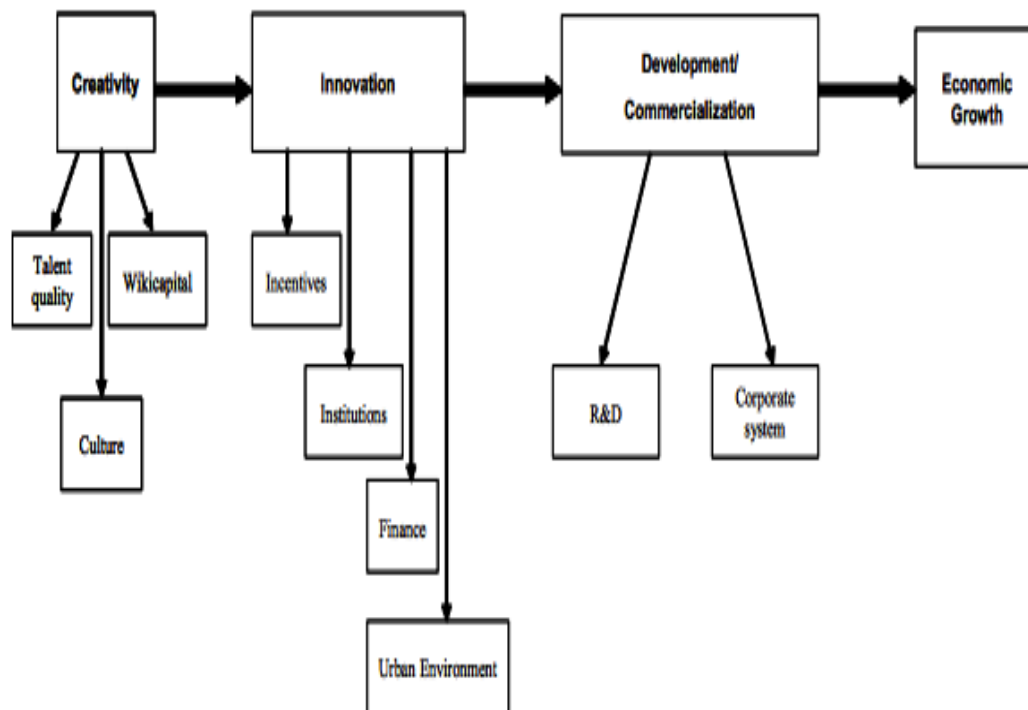 Creativity
Innovation
Development/
Commercialization
Economic
Growth
Talent
quality
Wikicapital
Incentives
Culture
Institutions
R&D
Corporate
system
Finance
Urban Environment